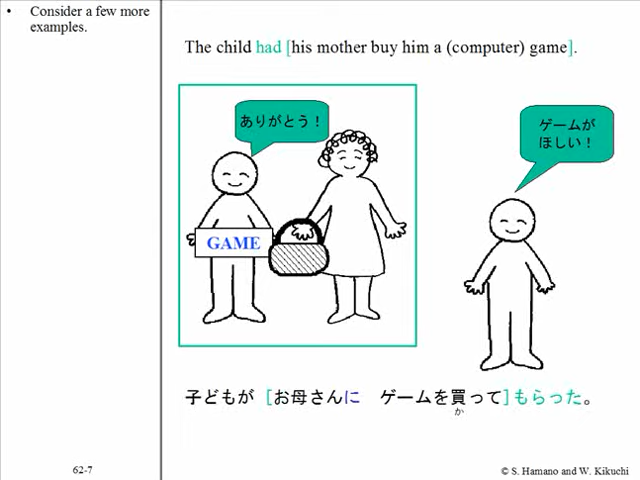 • Consider a few more
examples.
The child had [his mother buy him a (computer) game].
ありがとう！
ゲームが
ほしい！
GAME
子どもが [お母さんに ゲームを買って]もらった。
か
62-7
© S. Hamano and W. Kikuchi